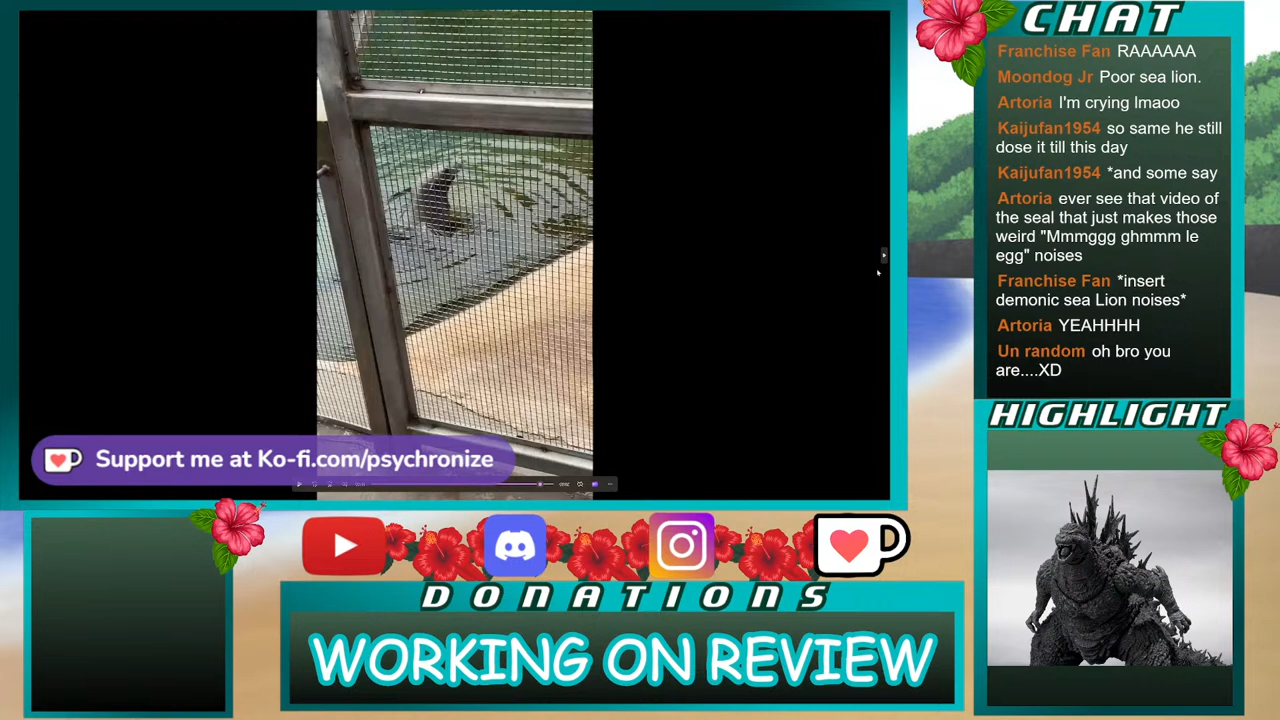 CHAT
Franchise Fan RAAAAAA
Moondog Jr Poor sea lion.
Artoria I'm crying lmaoo
Kaijufan1954 so same he still
dose it till this day
Kaijufan1954 *and some say
Artoria ever see that video of
the seal that just makes those
weird "Mmmggg ghmmm le
egg" noises
Franchise Fan *insert
demonic sea Lion noises*
Artoria YEAHHHH
Un random oh bro you
are....XD
Support me at Ko-fi.com/psychronize
HIGHLIGHT
DONATIONS
WORKING ON REVIEW